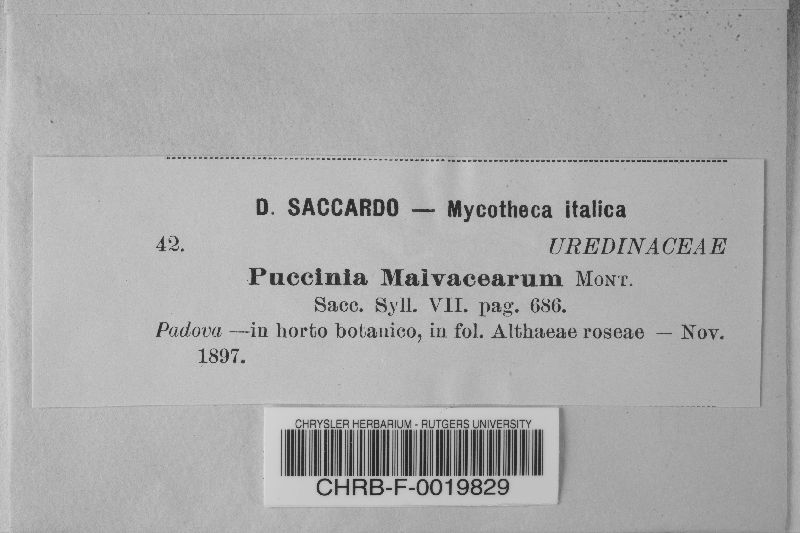 D. SACCARDO — Mycotheca italica
42. UREDINACEAE
Puccinia Malvacearum MONT.
Sacc. Syll. VII. pag. 686.
Padova —in horto botanico, in fol. Althaeae roseae — Nov.
1897.
CHRYSLER HERBARIUM - RUTGERS UNIVERSITY
CHRB-F-0019829